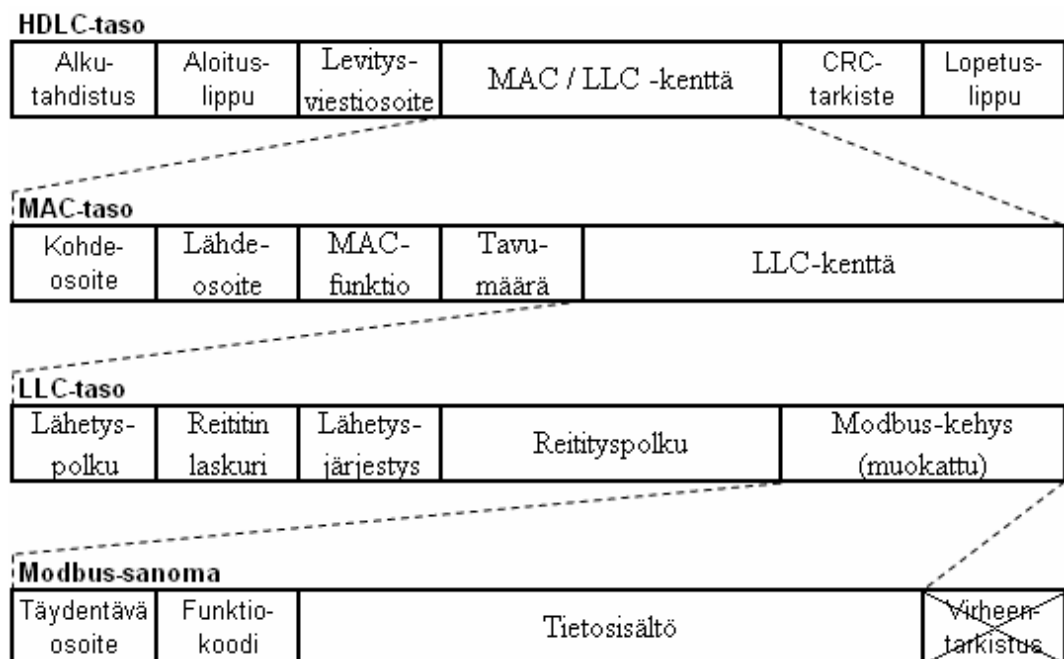 HDLC-taso
Alku-
tahdistus
Aloitus-
lippu
Levitys-
viestiosoite
MAC / LLC -kenttä
CRC-
tarkiste
Lopetus-
lippu
MAC-taso
Kohde-
osoite
Lähde-
osoite
MAC-
funktio
Tavu-
määrä
LLC-kenttä
LLC-taso
Lähetys-
polku
Reititin
laskuri
Lähetys-
järjestys
Reitityspolku
Modbus-kehys
(muokattu)
Modbus-sanoma
Täydentävä
osoite
Funktio-
koodi
Tietosisältö
Virheen-
tarkistus